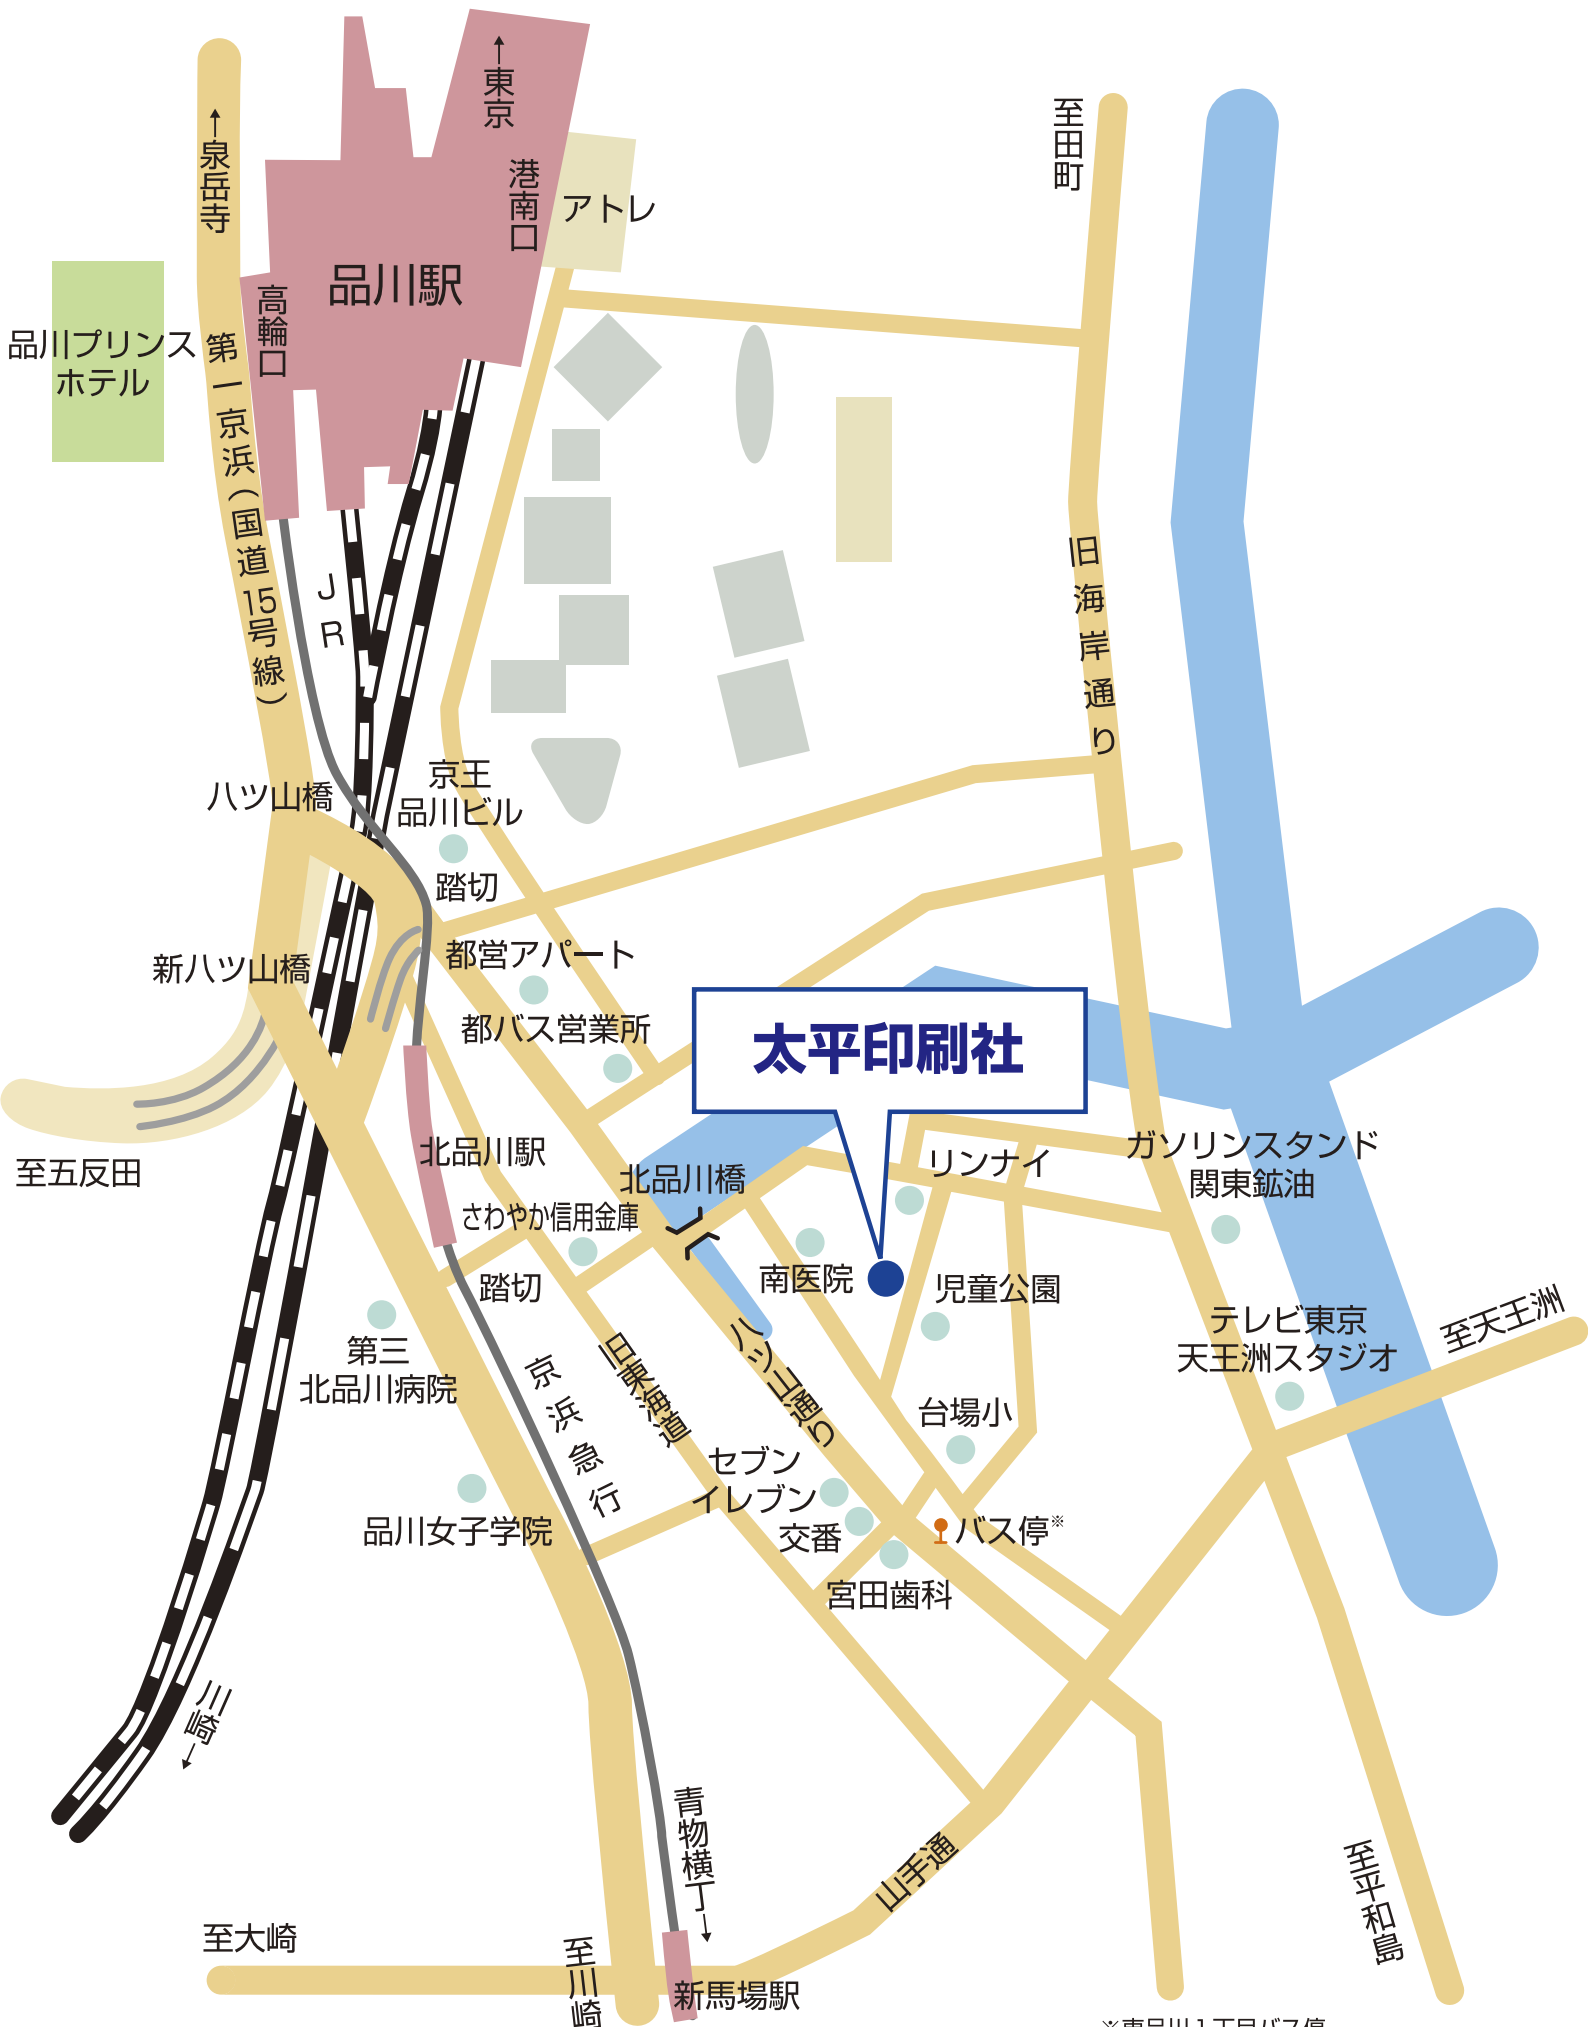 ←東京
港南口
アトレ
←泉岳寺
品川駅
高輪口
品川プリンス
ホテル
第一京浜（国道15号線）
JR
至田町
旧海岸通り
八ツ山橋
京王
品川ビル
踏切
新八ツ山橋
都営アパート
都バス営業所
太平印刷社
至五反田
北品川駅
北品川橋
さわやか信用金庫
リンナイ
ガソリンスタンド
関東鉱油
踏切
南医院
児童公園
第三
北品川病院
京浜急行
旧東海道
八ツ山通り
テレビ東京
天王洲スタジオ
至天王洲
台場小
セブン
イレブン
交番
バス停※
品川女子学院
宮田歯科
川崎→
青物横丁→
山手通
至平和島
至大崎
至川崎
新馬場駅
※東品川1丁目バス停